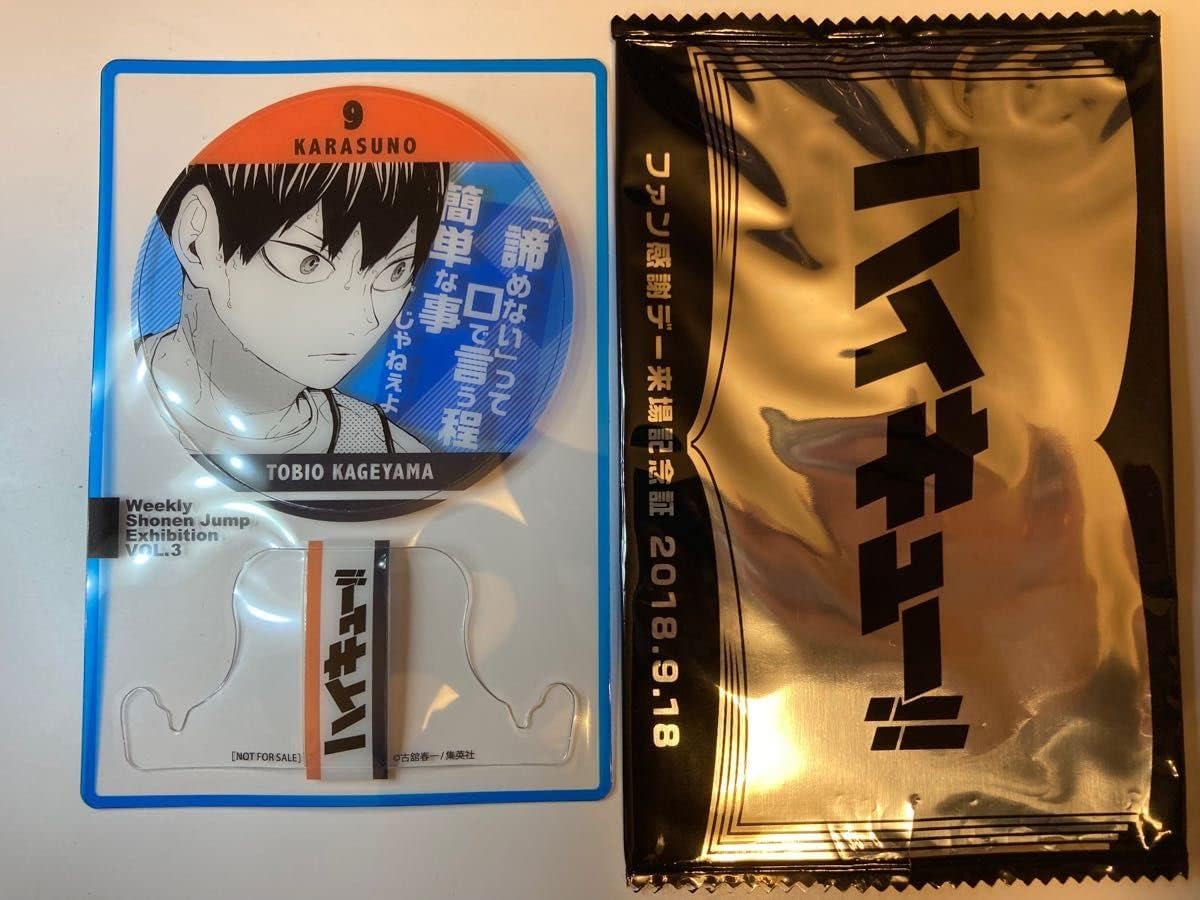 9
KARASUNO
「諦めない」って
口で言う程
簡単な事
じゃねぇよ
TOBIO KAGEYAMA
Weekly
Shonen Jump
Exhibition
VOL.3
ハイキュー!!
[NOT FOR SALE]
©古舘春一/集英社
ハイキュー!!
ファン感謝デー来場記念証 2018.9.18